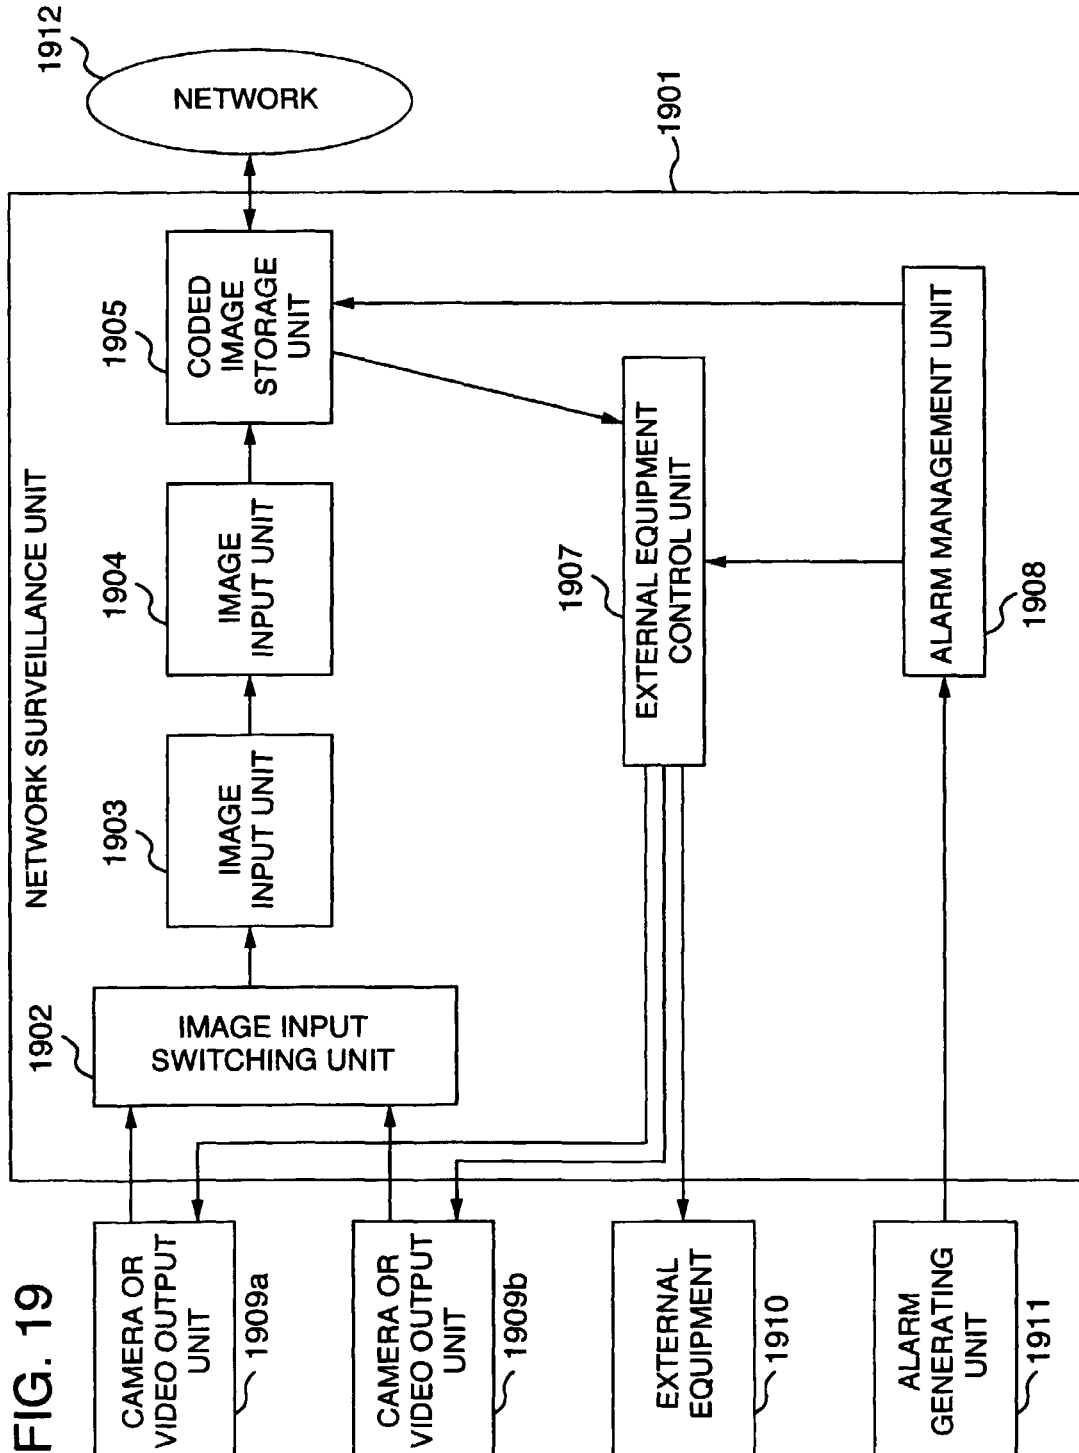 FIG. 19
NETWORK SURVEILLANCE UNIT
1901
CAMERA OR
VIDEO OUTPUT
UNIT
1909a
CAMERA OR
VIDEO OUTPUT
UNIT
1909b
EXTERNAL
EQUIPMENT
1910
ALARM
GENERATING
UNIT
1911
1902
IMAGE INPUT
SWITCHING UNIT
1903
IMAGE
INPUT UNIT
1904
IMAGE
INPUT UNIT
1905
CODED
IMAGE
STORAGE
UNIT
1907
EXTERNAL EQUIPMENT
CONTROL UNIT
ALARM MANAGEMENT UNIT
1908
1912
NETWORK